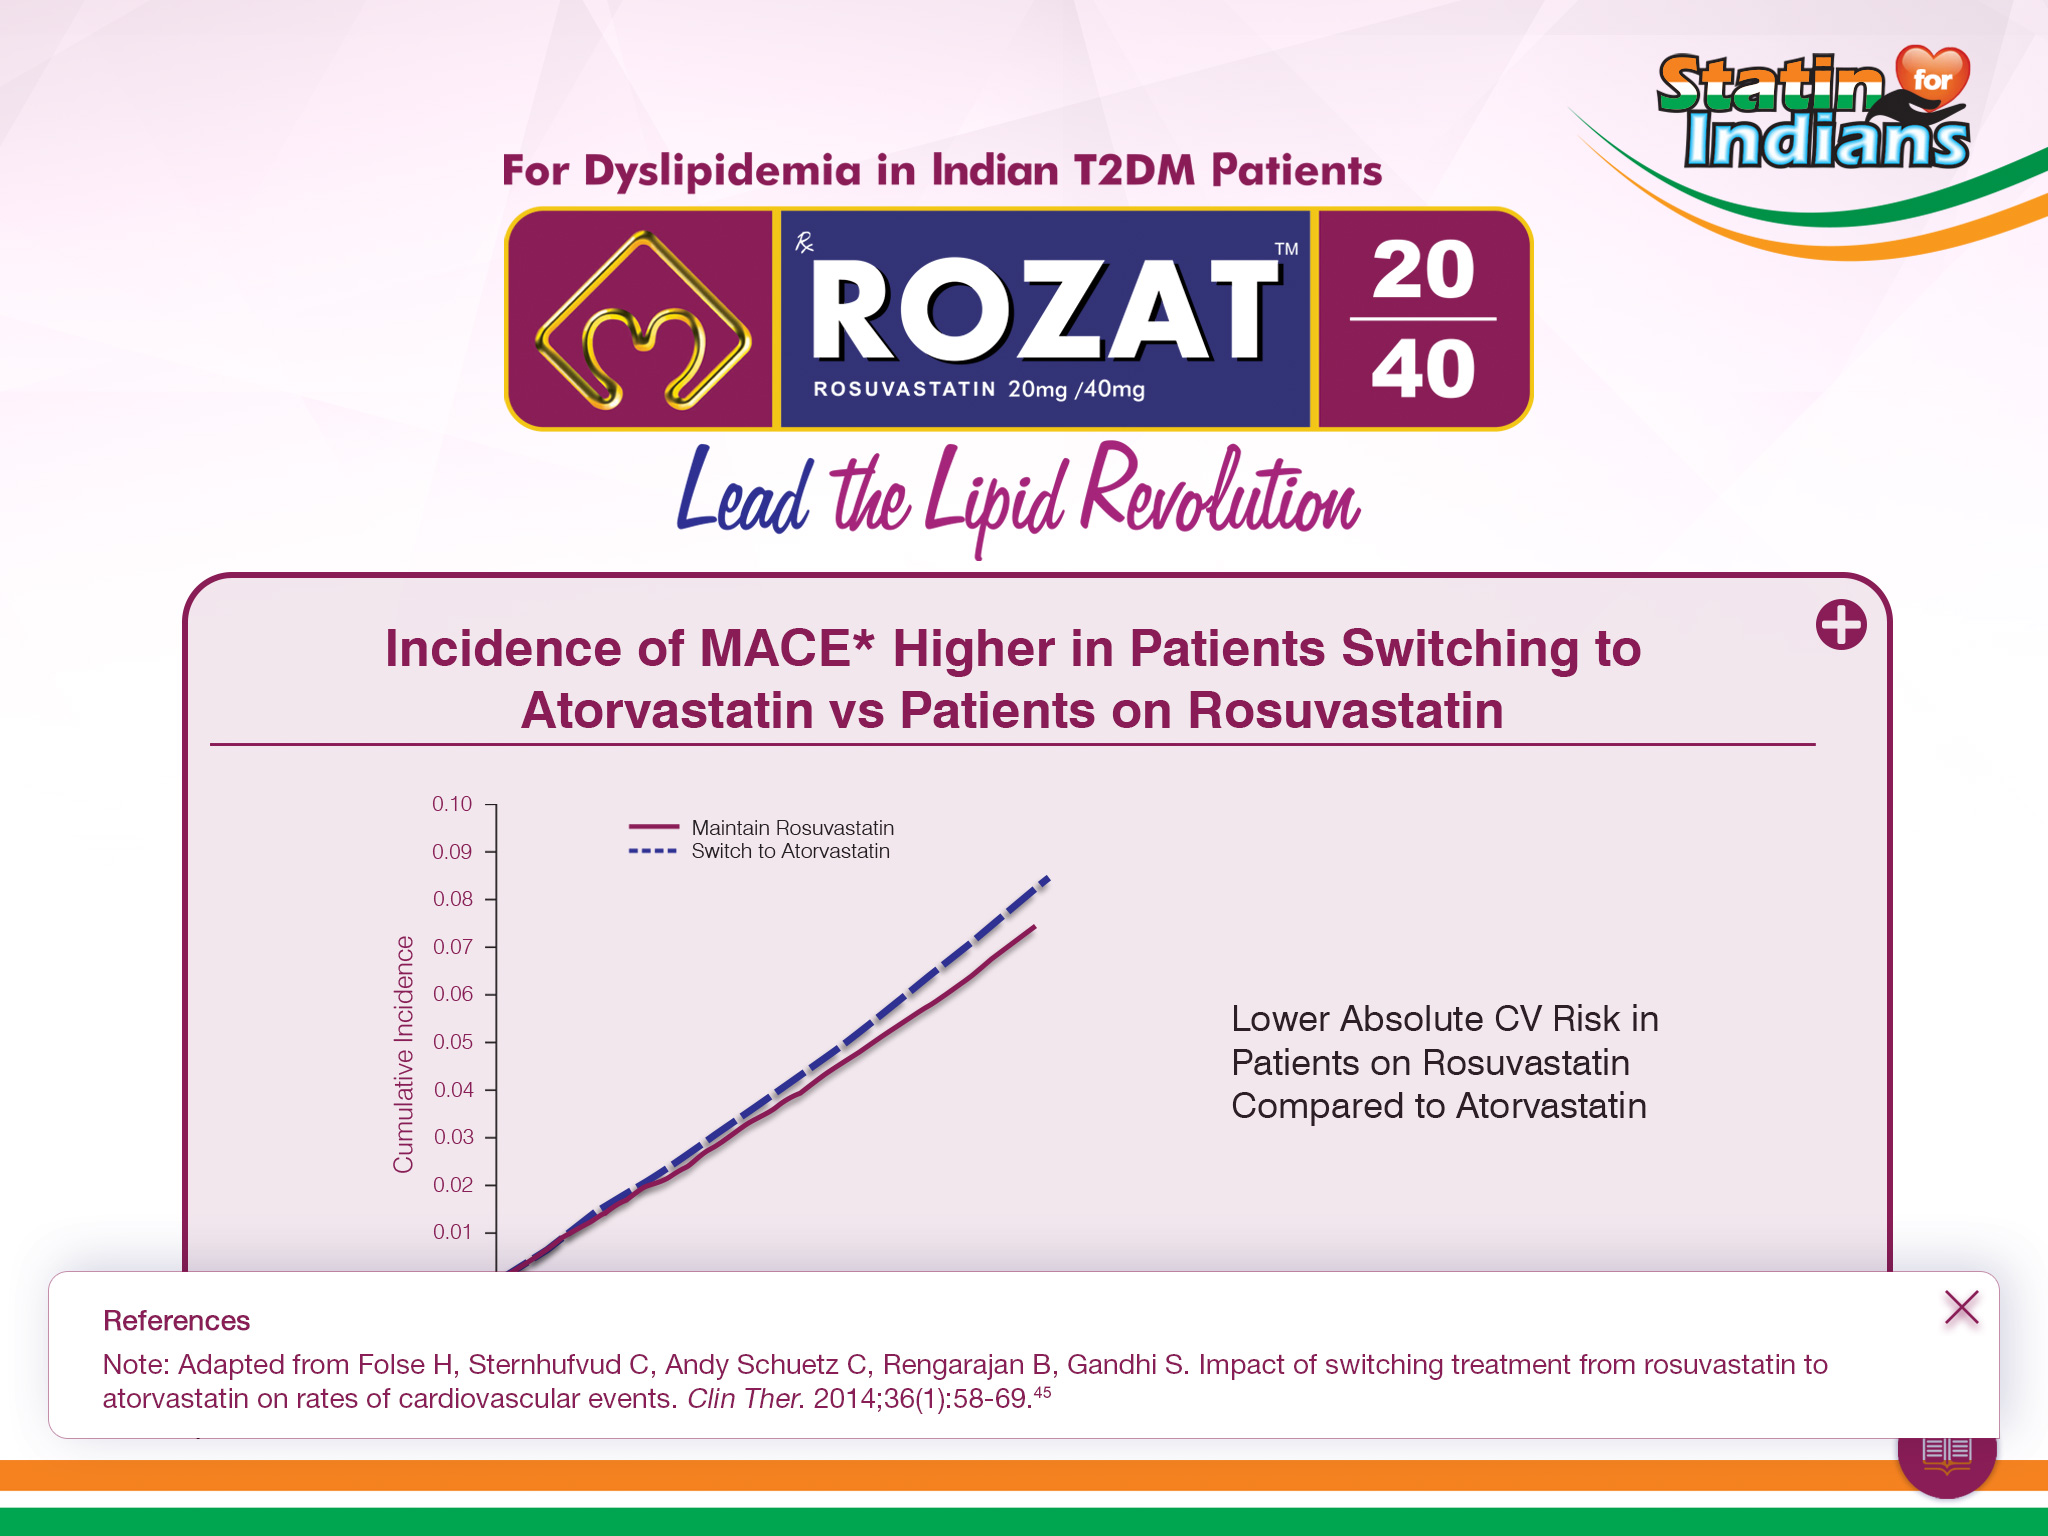 Statin for
Indians
For Dyslipidemia in Indian T2DM Patients
Rx
ROZAT™
ROSUVASTATIN 20mg /40mg
20
40
Lead the Lipid Revolution
Incidence of MACE* Higher in Patients Switching to
Atorvastatin vs Patients on Rosuvastatin
0.10
0.09
0.08
0.07
0.06
0.05
0.04
0.03
0.02
0.01
Cumulative Incidence
Maintain Rosuvastatin
Switch to Atorvastatin
Lower Absolute CV Risk in
Patients on Rosuvastatin
Compared to Atorvastatin
References
Note: Adapted from Folse H, Sternhufvud C, Andy Schuetz C, Rengarajan B, Gandhi S. Impact of switching treatment from rosuvastatin to
atorvastatin on rates of cardiovascular events. Clin Ther. 2014;36(1):58-69.45